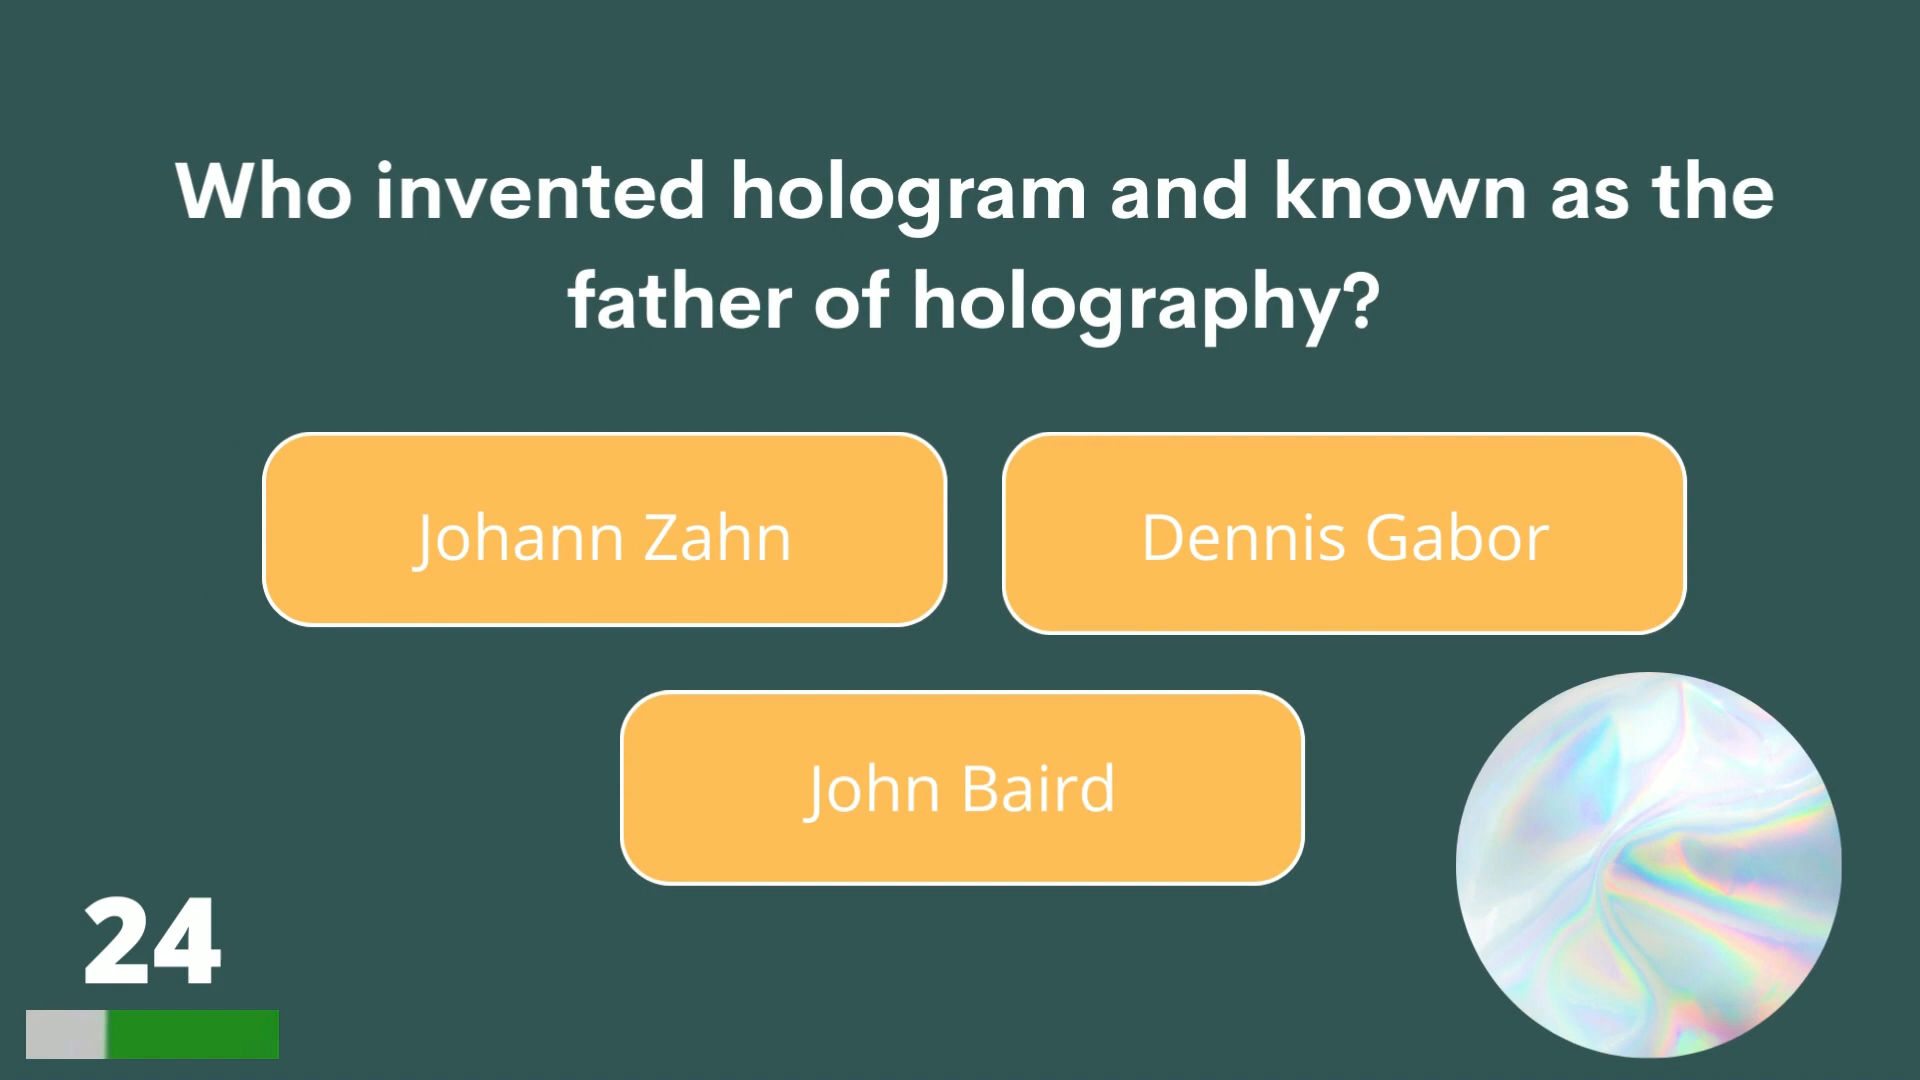 Who invented hologram and known as the
father of holography?
Johann Zahn
Dennis Gabor
John Baird
24